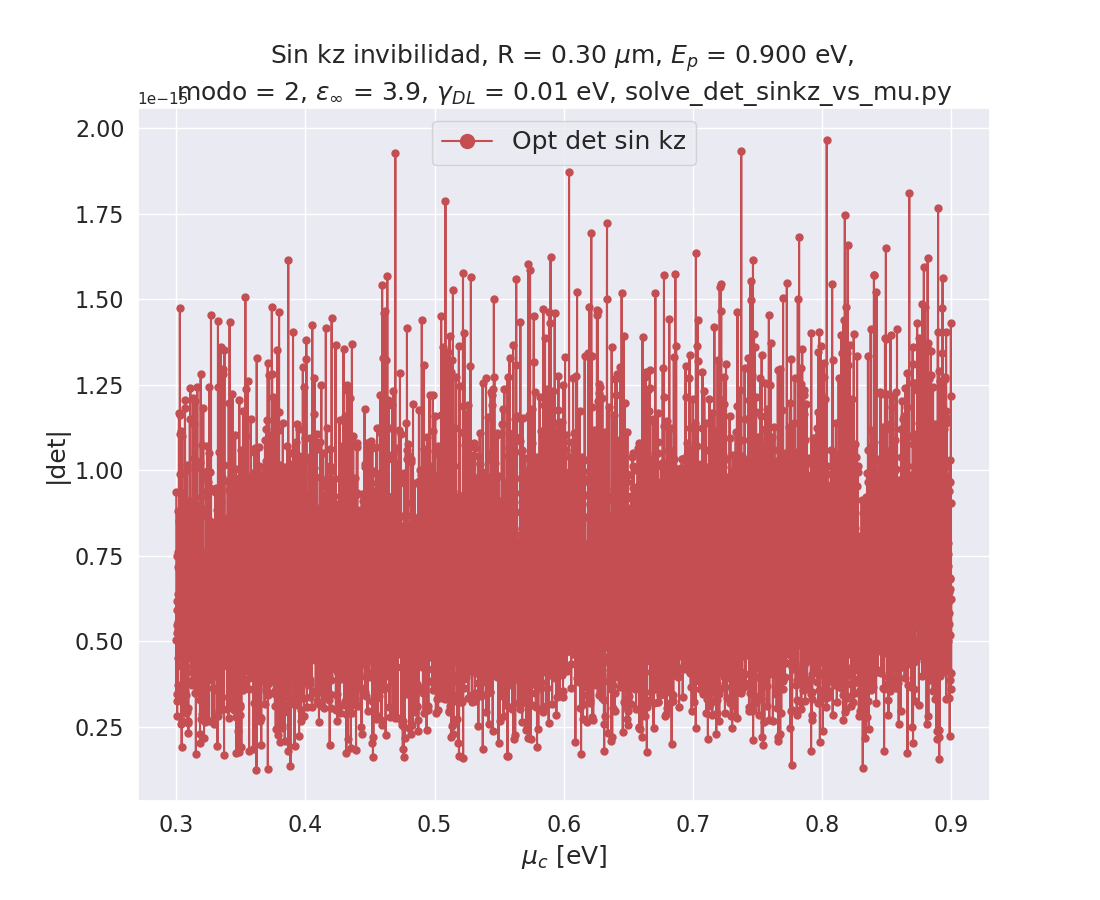 Sin kz invibilidad, R = 0.30 μm, E_p = 0.900 eV,
modo = 2, ε_∞ = 3.9, γ_DL = 0.01 eV, solve_det_sinkz_vs_mu.py
1e−15
Opt det sin kz
2.00
1.75
1.50
1.25
1.00
0.75
0.50
0.25
|det|
0.3 0.4 0.5 0.6 0.7 0.8 0.9
μ_c [eV]